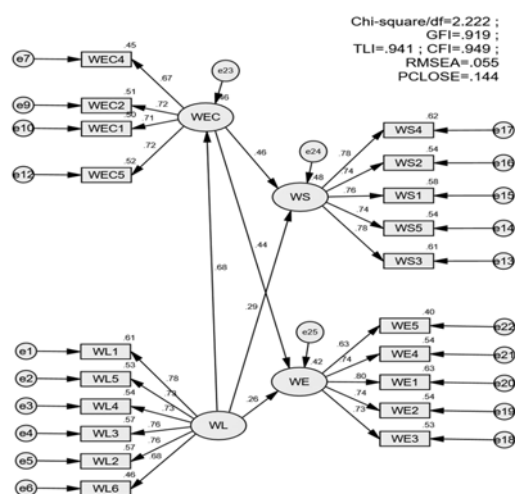 Chi-square/df=2.222 ;
GFI=.919 ;
TLI=.941 ; CFI=.949 ;
RMSEA=.055
PCLOSE=.144
e7
.45
WEC4
.67
e23
e9
.51
WEC2
.72
.46
WEC
e10
.50
WEC1
.71
e12
.52
WEC5
.72
.46
e24
.48
WS
.62
WS4
e17
.78
.54
WS2
e16
.74
.58
WS1
e15
.76
.54
WS5
e14
.74
.61
WS3
e13
.78
.44
.68
.29
e25
.42
WE
.26
.40
WE5
e22
.63
.54
WE4
e21
.74
.63
WE1
e20
.80
.54
WE2
e19
.74
.53
WE3
e18
.73
e1
.61
WL1
.78
e2
.53
WL5
.73
e3
.54
WL4
.73
WL
e4
.57
WL3
.76
e5
.57
WL2
.76
e6
.46
WL6
.68